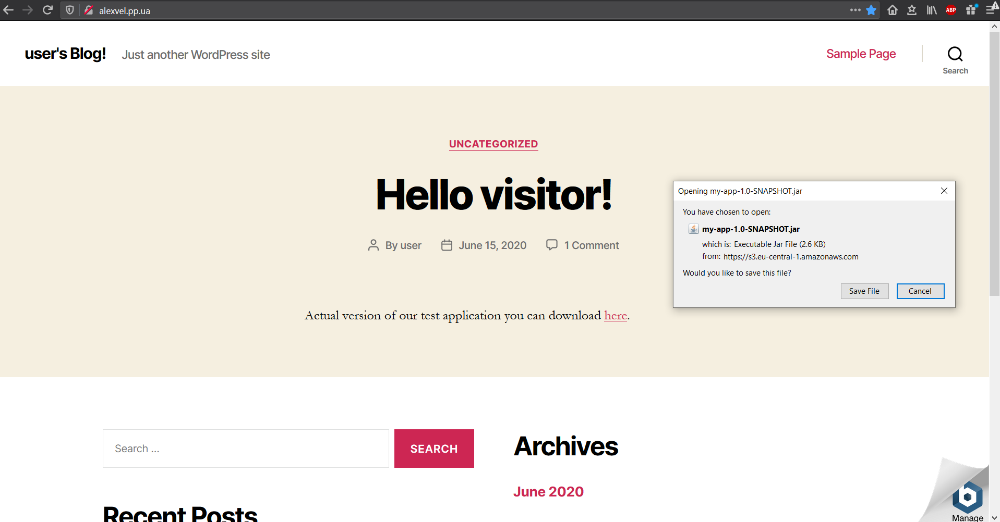 alexvel.pp.ua
ABP
user's Blog! Just another WordPress site
Sample Page
Search
UNCATEGORIZED
Hello visitor!
By user June 15, 2020 1 Comment
Actual version of our test application you can download here.
Opening my-app-1.0-SNAPSHOT.jar
You have chosen to open:
my-app-1.0-SNAPSHOT.jar
which is: Executable Jar File (2.6 KB)
from: https://s3.eu-central-1.amazonaws.com
Would you like to save this file?
Save File Cancel
Search ... SEARCH
Archives
June 2020
Recent Posts
b
Manage